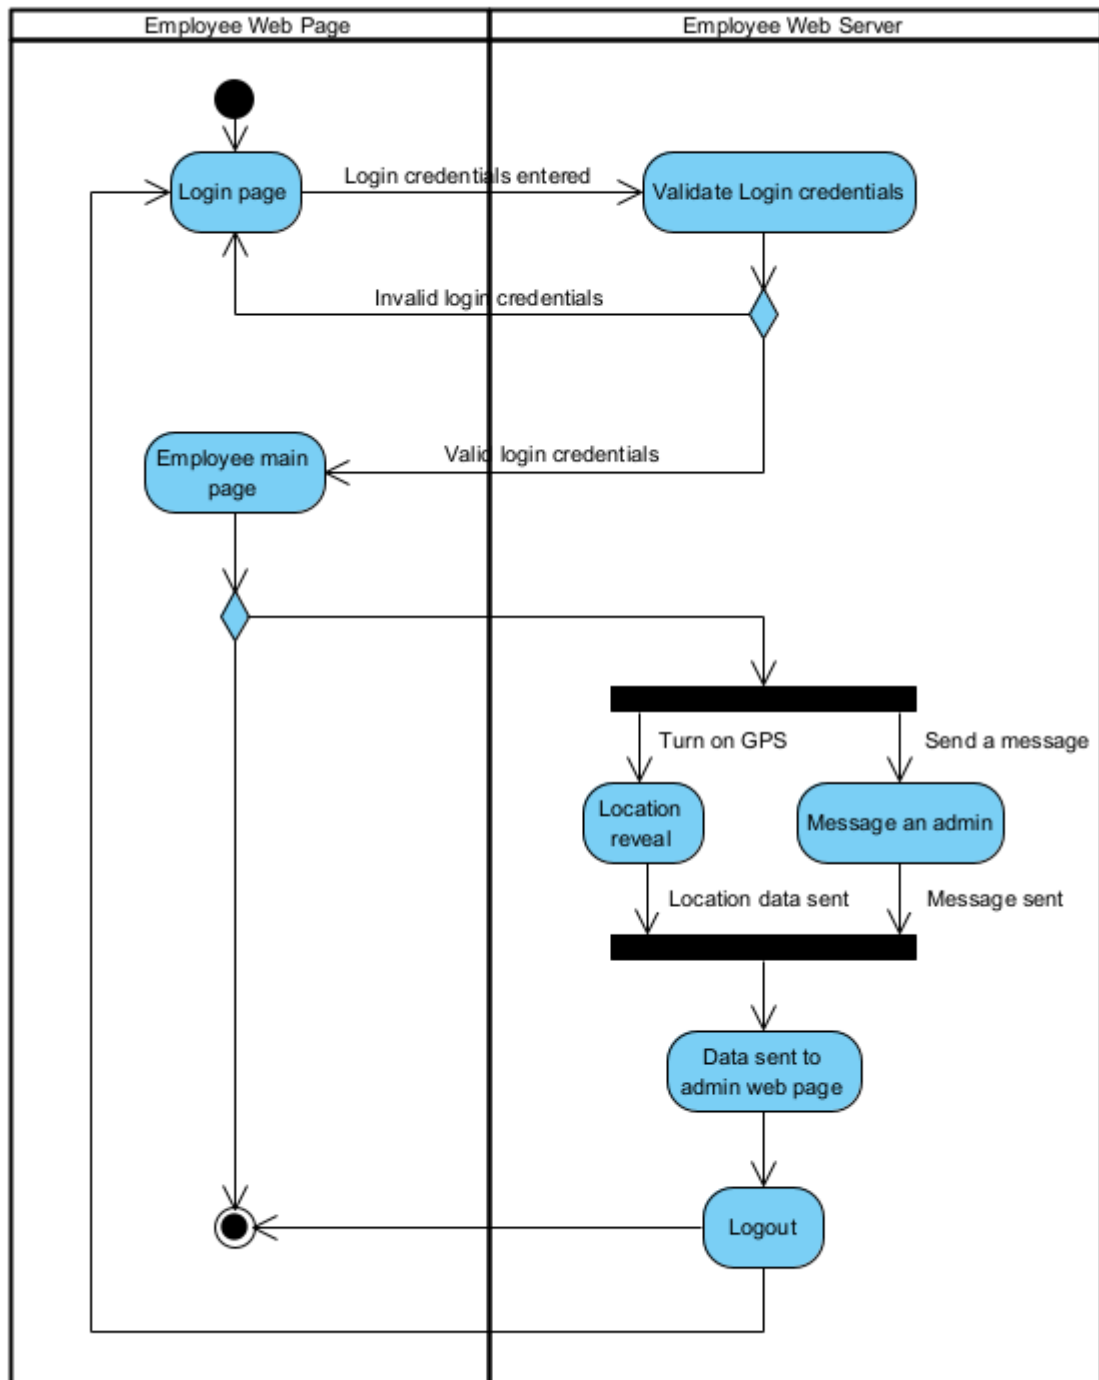 Employee Web Page
Employee Web Server
Login page
Login credentials entered
Validate Login credentials
Invalid login credentials
Employee main
page
Valid login credentials
Turn on GPS
Send a message
Location
reveal
Message an admin
Location data sent
Message sent
Data sent to
admin web page
Logout